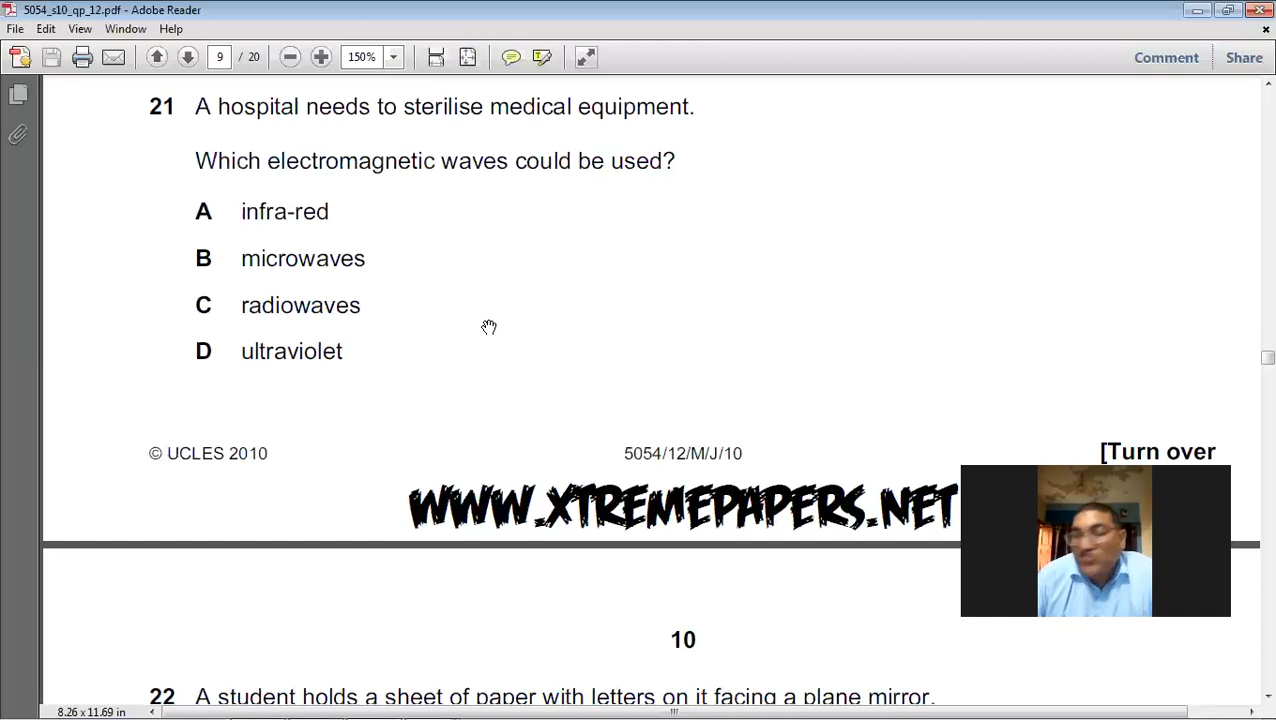 5054_s10_qp_12.pdf - Adobe Reader
File Edit View Window Help
9 / 20 150% Comment Share
21 A hospital needs to sterilise medical equipment.
Which electromagnetic waves could be used?
A infra-red
B microwaves
C radiowaves
D ultraviolet
© UCLES 2010 5054/12/M/J/10 [Turn over
WWW.XTREMEPAPERS.NET
10
22 A student holds a sheet of paper with letters on it facing a plane mirror.
8.26 x 11.69 in